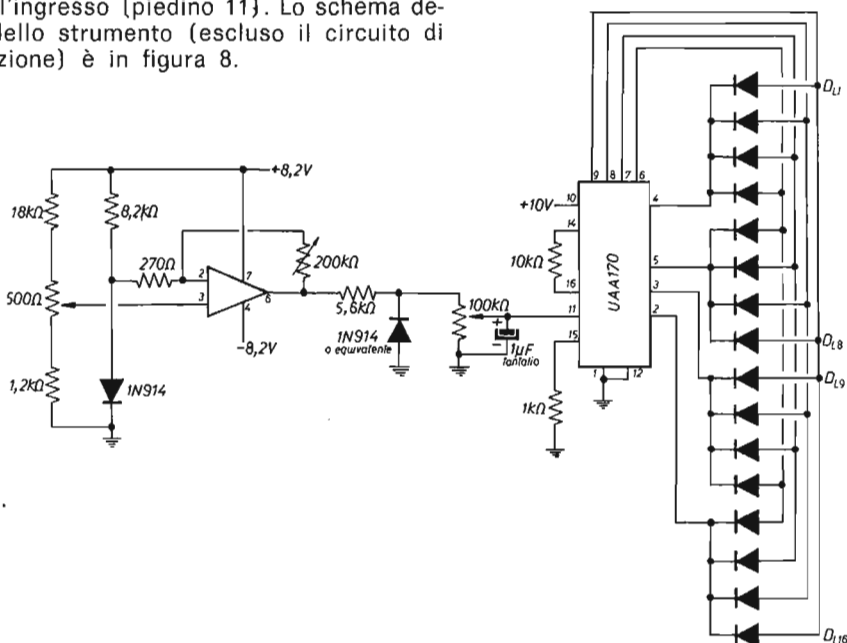 l'ingresso (piedino 11). Lo schema de-
ello strumento (escluso il circuito di
zione) è in figura 8.
+8,2V
18kΩ
8,2kΩ
270Ω
200kΩ
500Ω
2
3
7
4
6
-8,2V
5,6kΩ
1N914
o equivalente
1,2kΩ
1N914
100kΩ
+
-
1µF
Tantalio
+10V
10kΩ
1kΩ
UAA170
9 8 7 6
10
14
16
11
15
1
12
4
5
3
2
DL1
DL8
DL9
DL16